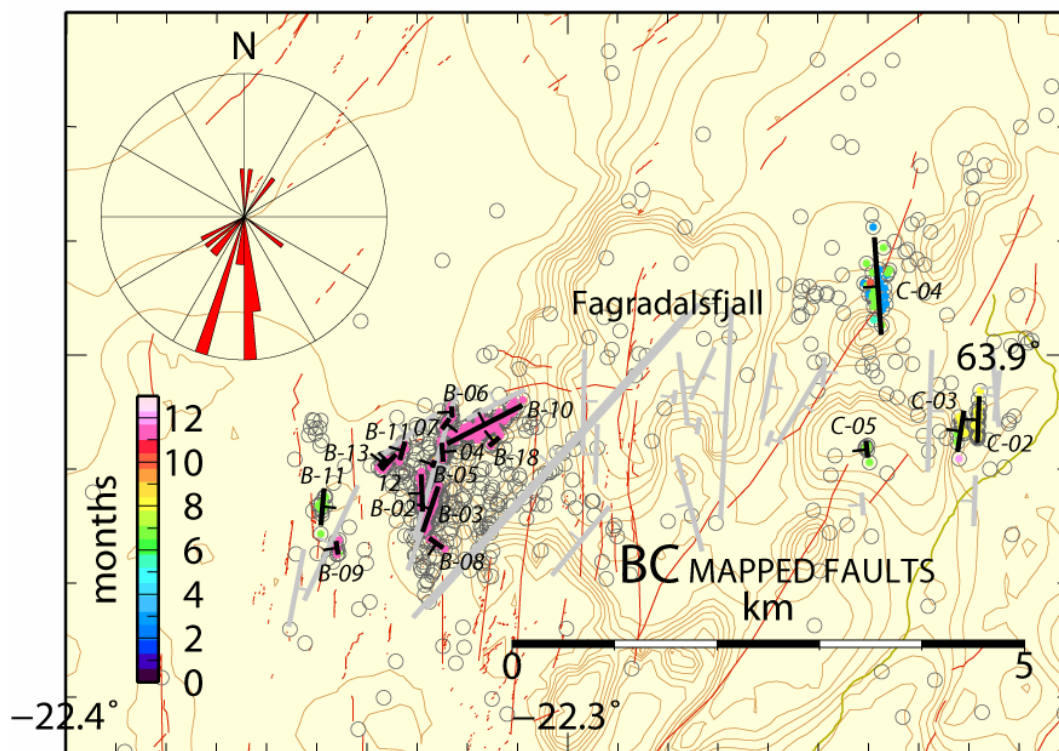 N
Fagradalsfjall
C-04
63.9°
months
12
10
8
6
4
2
0
B-06
B-10
07
B-11
C-03
C-05
B-13
04
B-18
C-02
B-11
12
B-05
B-02
B-03
B-09
B-08
BC MAPPED FAULTS
km
0
5
−22.4°
−22.3°